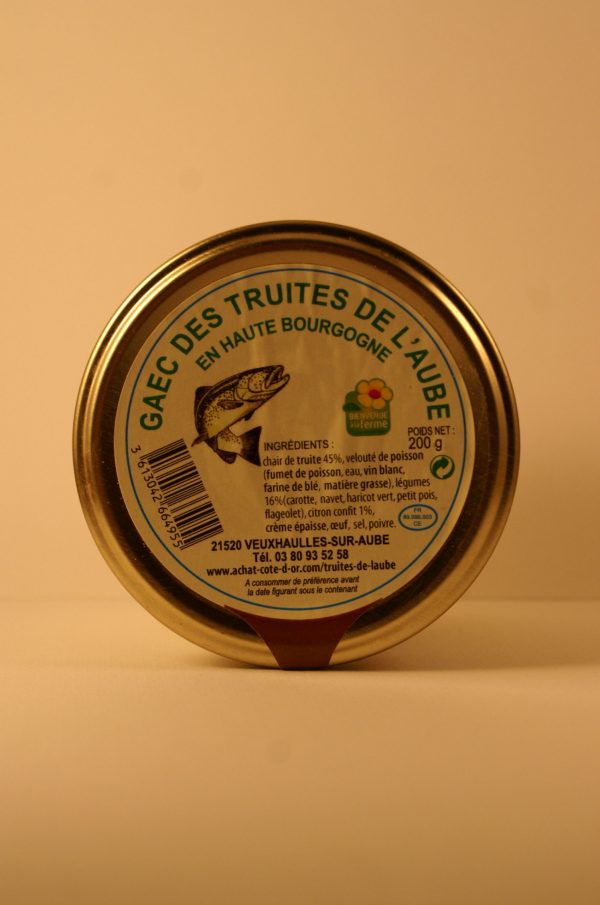 GAEC DES TRUITES DE L'AUBE
EN HAUTE BOURGOGNE
BIENVENUE
à la ferme
POIDS NET :
200 g
INGRÉDIENTS :
chair de truite 45%, velouté de poisson
(fumet de poisson, eau, vin blanc,
farine de blé, matière grasse), légumes
16%(carotte, navet, haricot vert, petit pois,
flageolet), citron confit 1%,
crème épaisse, œuf, sel, poivre.
FR
CE
3 613042 664955
21520 VEUXHAULLES-SUR-AUBE
Tél. 03 80 93 52 58
www.achat-cote-d-or.com/truites-de-laube
A consommer de préférence avant
la date figurant sous le contenant